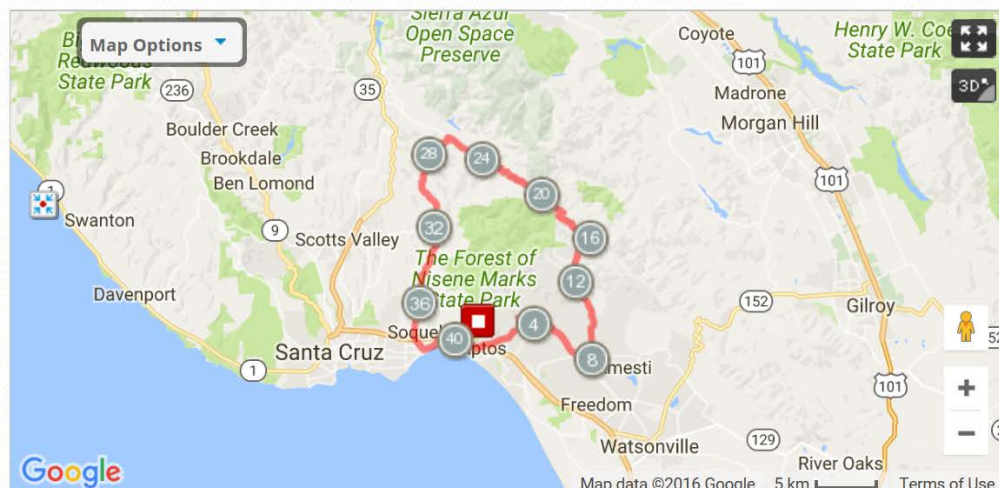 Map Options
Sierra Azul
Open Space
Preserve
Coyote
Henry W. Coe
State Park
101
3D
State Park
236
35
Madrone
Morgan Hill
Boulder Creek
Brookdale
Ben Lomond
28
24
101
1
Swanton
20
9
Scotts Valley
32
16
The Forest of
Nisene Marks
State Park
12
Davenport
36
152
Gilroy
4
Soquel
40
Santa Cruz
8
1
101
Freedom
Watsonville
129
River Oaks
Google
Map data ©2016 Google
5 km
Terms of Use